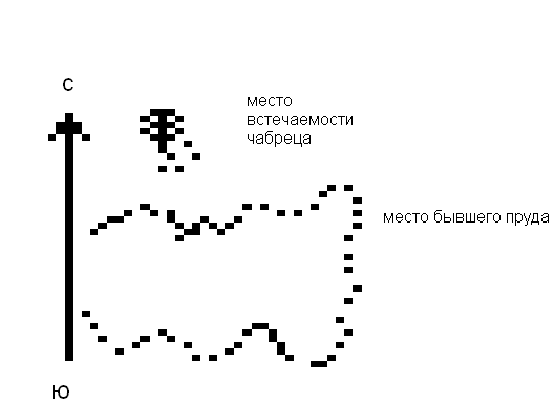 С
место
встечаемости
чабреца
место бывшего пруда
Ю